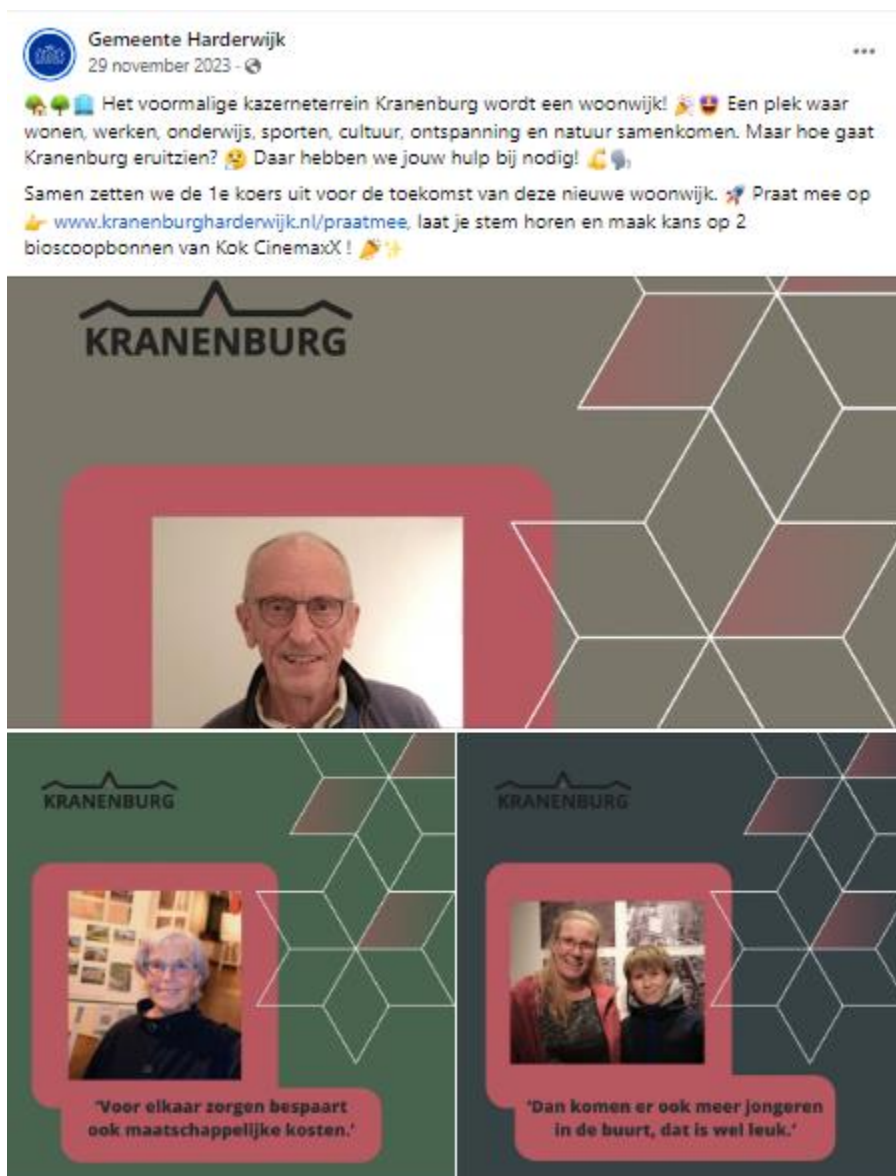 Gemeente Harderwijk
29 november 2023 ·
🏡🌳🏢 Het voormalige kazerneterrein Kranenburg wordt een woonwijk! 🎉🤩 Een plek waar
wonen, werken, onderwijs, sporten, cultuur, ontspanning en natuur samenkomen. Maar hoe gaat
Kranenburg eruitzien? 🤔 Daar hebben we jouw hulp bij nodig! 💪🗣️
Samen zetten we de 1e koers uit voor de toekomst van deze nieuwe woonwijk. 🚀 Praat mee op
👉 www.kranenburgharderwijk.nl/praatmee, laat je stem horen en maak kans op 2
bioscoopbonnen van Kok CinemaxX ! 🎉✨
KRANENBURG
KRANENBURG
'Voor elkaar zorgen bespaart
ook maatschappelijke kosten.'
KRANENBURG
'Dan komen er ook meer jongeren
in de buurt, dat is wel leuk.'